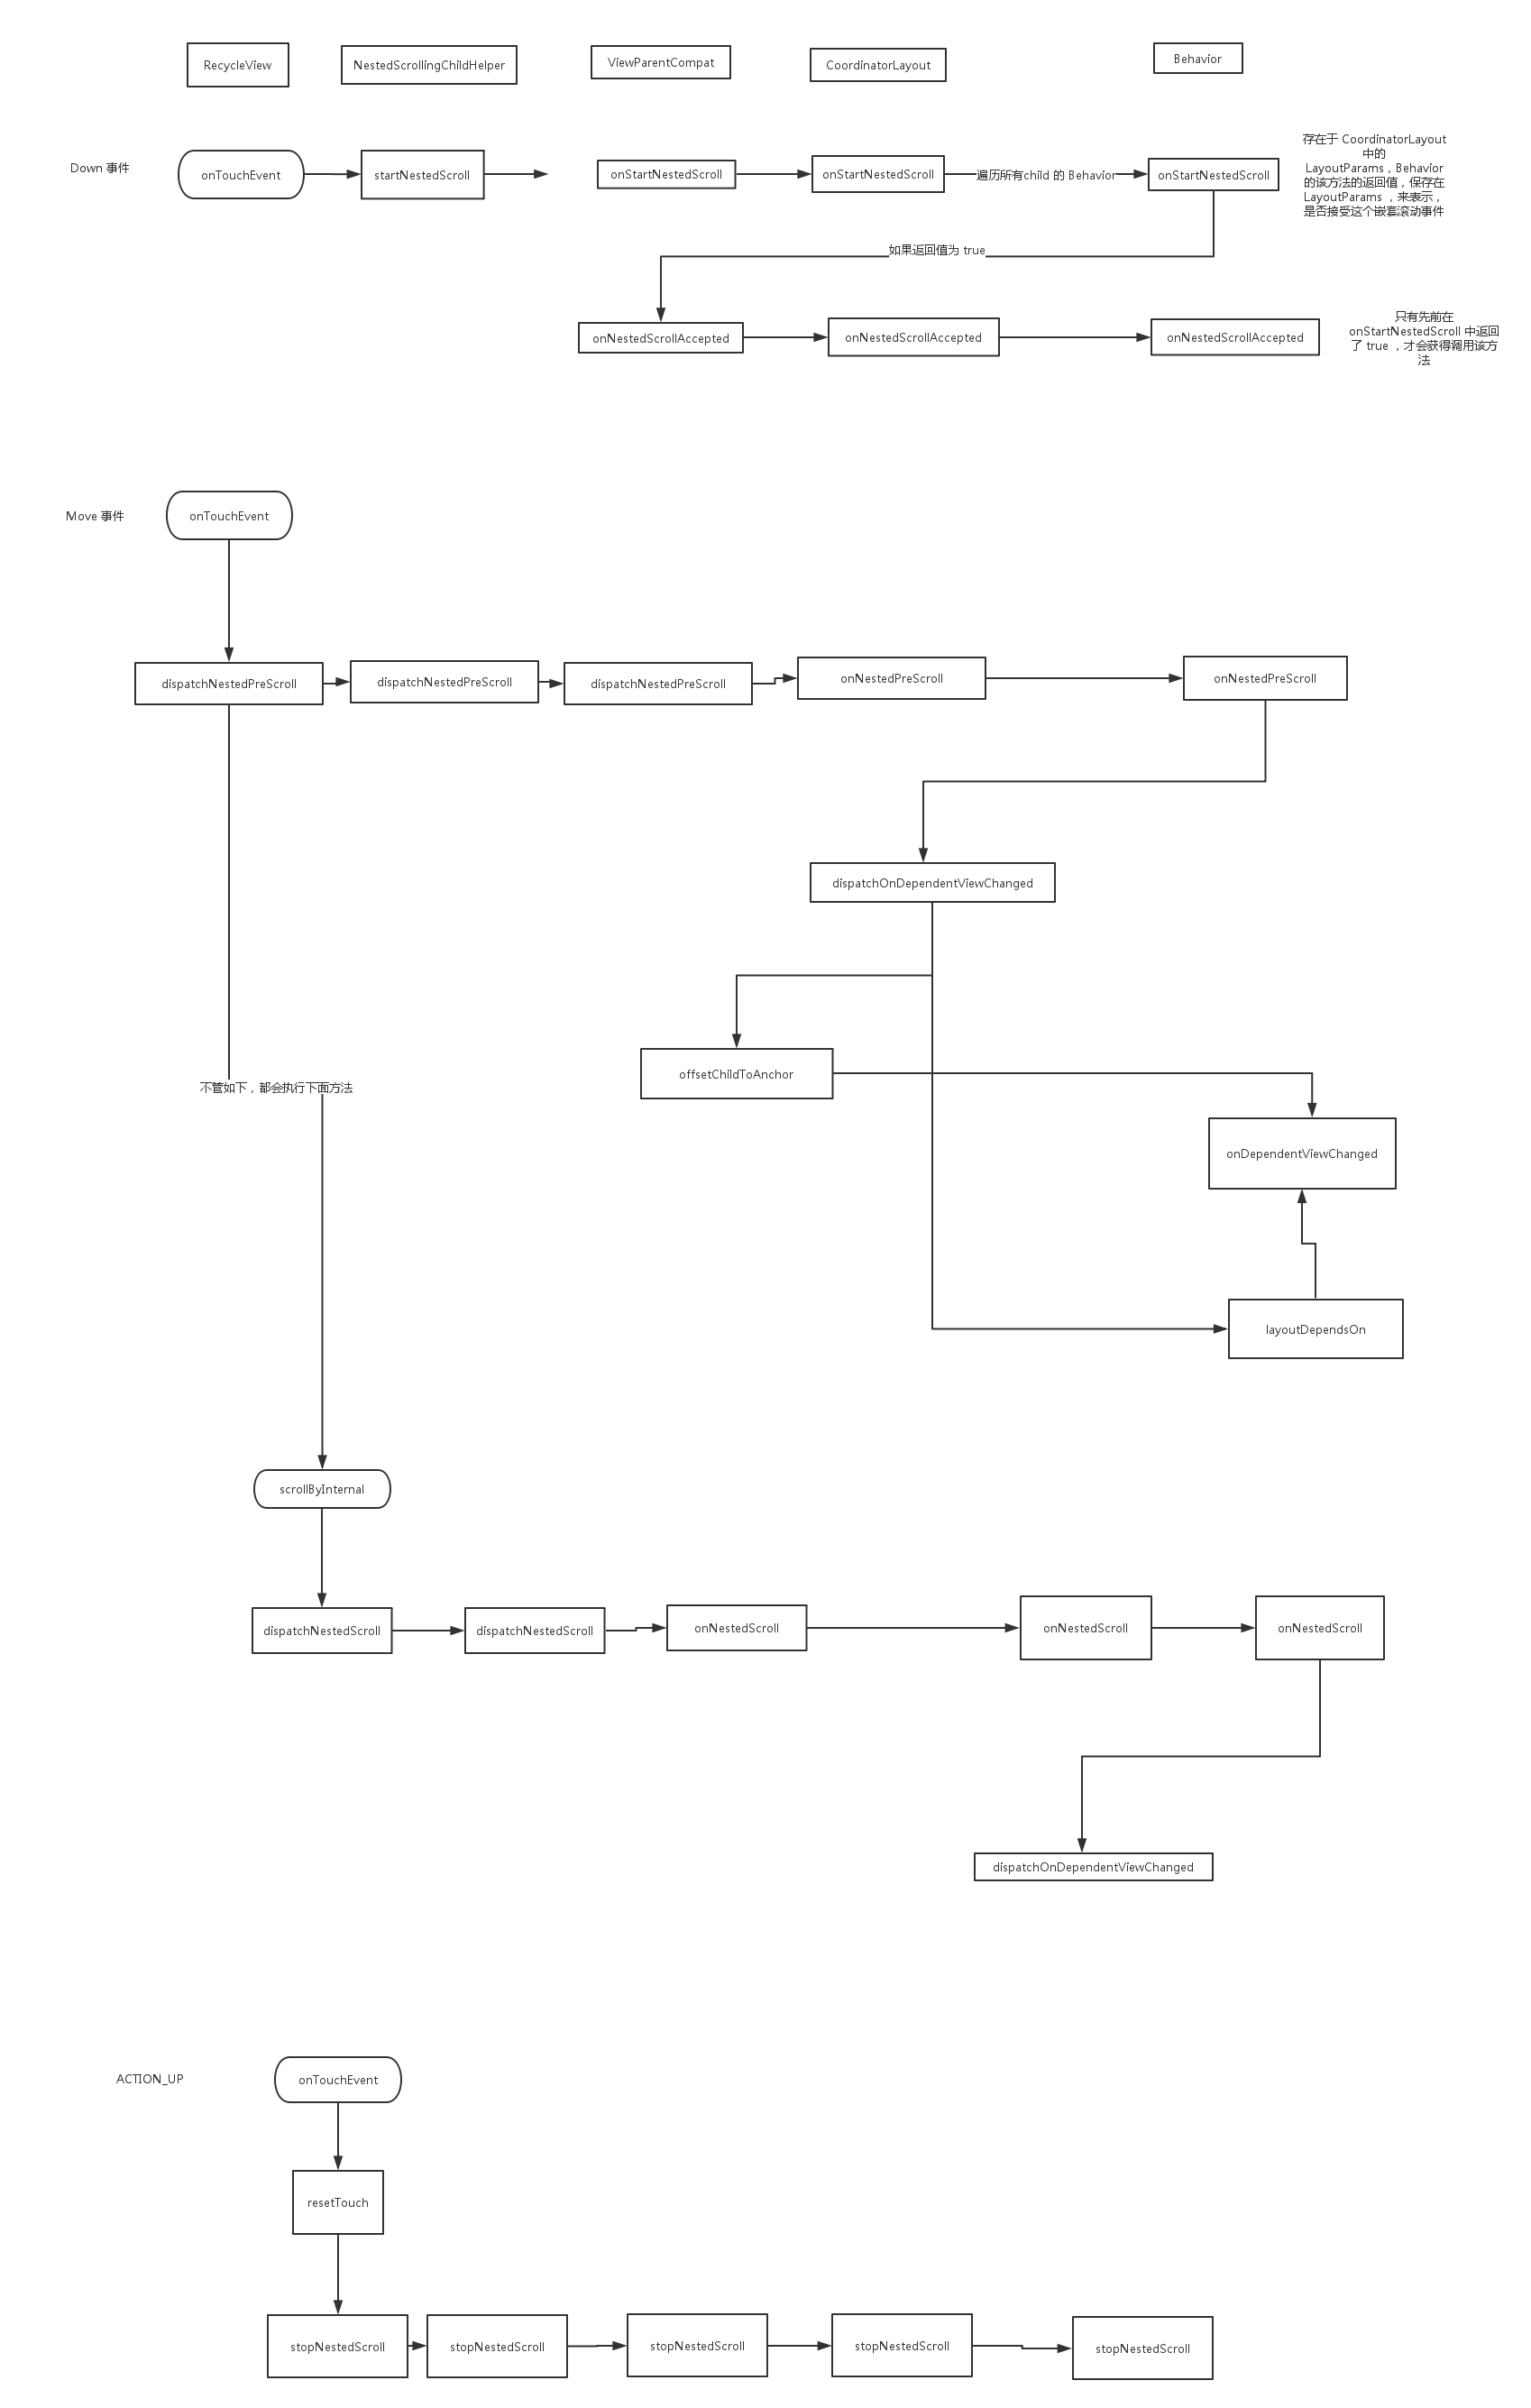 RecycleView
NestedScrollingChildHelper
ViewParentCompat
CoordinatorLayout
Behavior
Down 事件
onTouchEvent
startNestedScroll
onStartNestedScroll
onStartNestedScroll
遍历所有child 的 Behavior
onStartNestedScroll
存在于 CoordinatorLayout
中的
LayoutParams，Behavior
的该方法的返回值，保存在
LayoutParams ，来表示，
是否接受这个嵌套滚动事件
如果返回值为 true
onNestedScrollAccepted
onNestedScrollAccepted
onNestedScrollAccepted
只有先前在
onStartNestedScroll 中返回
了 true ，才会获得调用该方
法
Move 事件
onTouchEvent
dispatchNestedPreScroll
dispatchNestedPreScroll
dispatchNestedPreScroll
onNestedPreScroll
onNestedPreScroll
dispatchOnDependentViewChanged
offsetChildToAnchor
不管如下，都会执行下面方法
onDependentViewChanged
layoutDependsOn
scrollByInternal
dispatchNestedScroll
dispatchNestedScroll
onNestedScroll
onNestedScroll
onNestedScroll
dispatchOnDependentViewChanged
ACTION_UP
onTouchEvent
resetTouch
stopNestedScroll
stopNestedScroll
stopNestedScroll
stopNestedScroll
stopNestedScroll